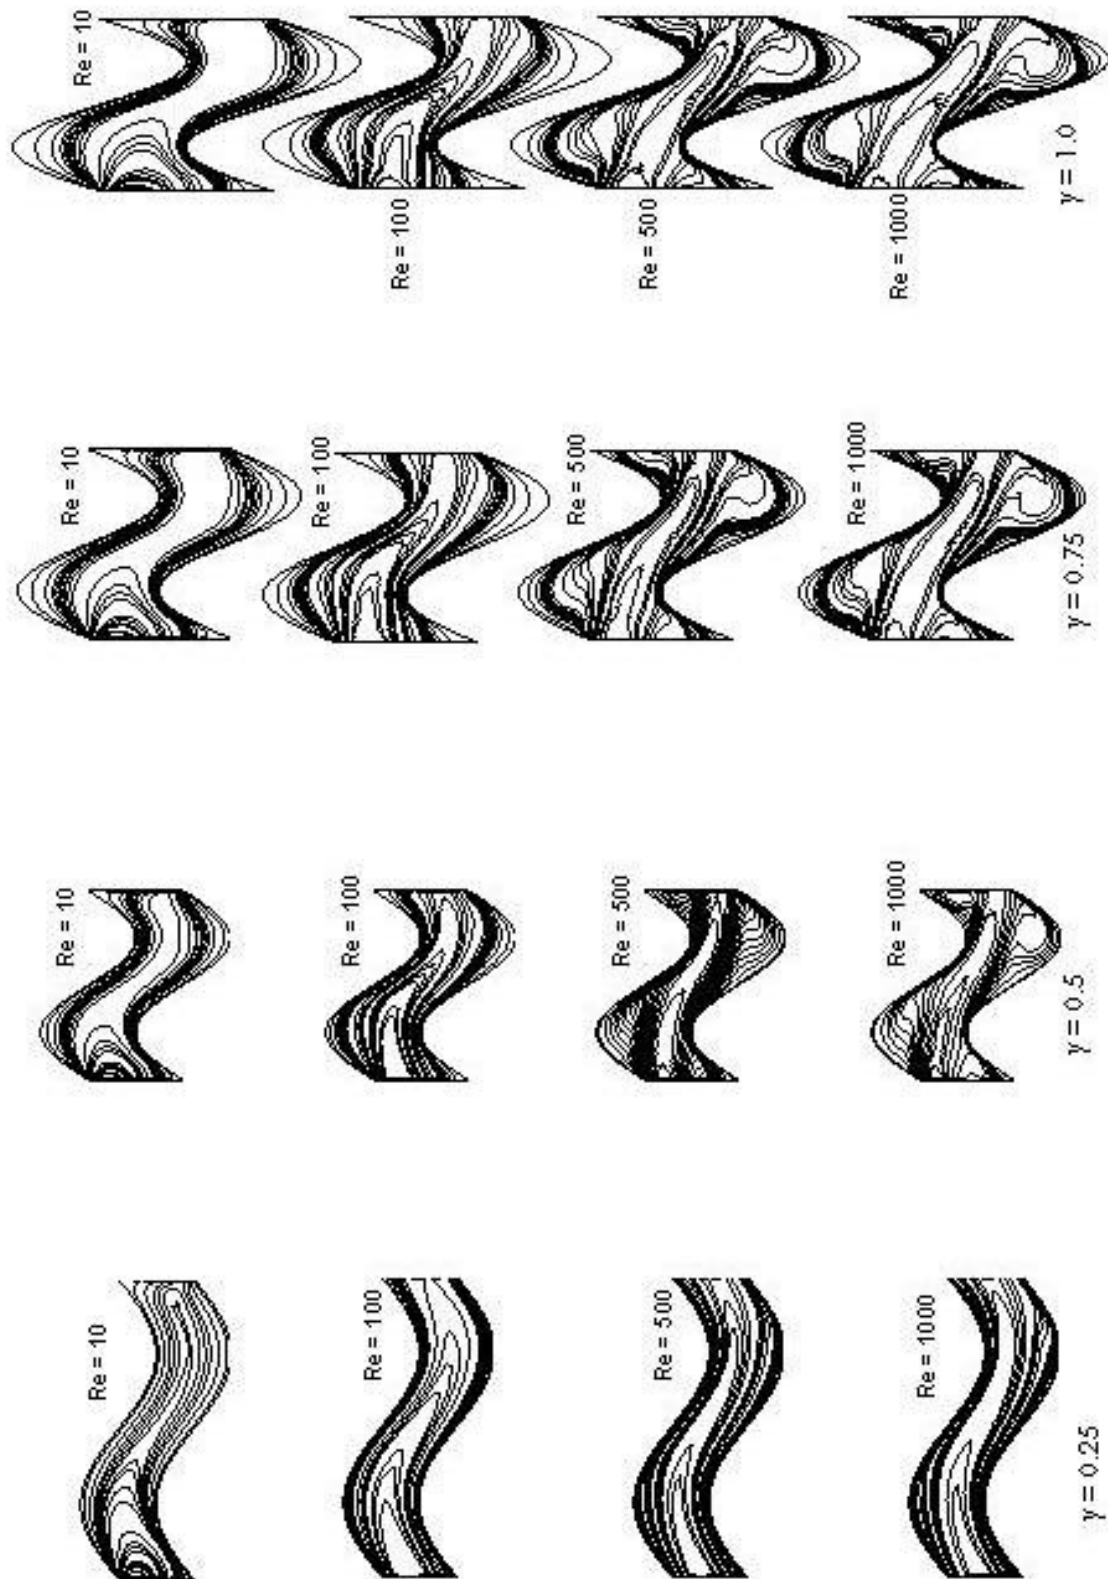 Re = 10
Re = 100
Re = 500
Re = 1000
γ = 0.25
Re = 10
Re = 100
Re = 500
Re = 1000
γ = 0.5
Re = 10
Re = 100
Re = 500
Re = 1000
γ = 0.75
Re = 10
Re = 100
Re = 500
Re = 1000
γ = 1.0